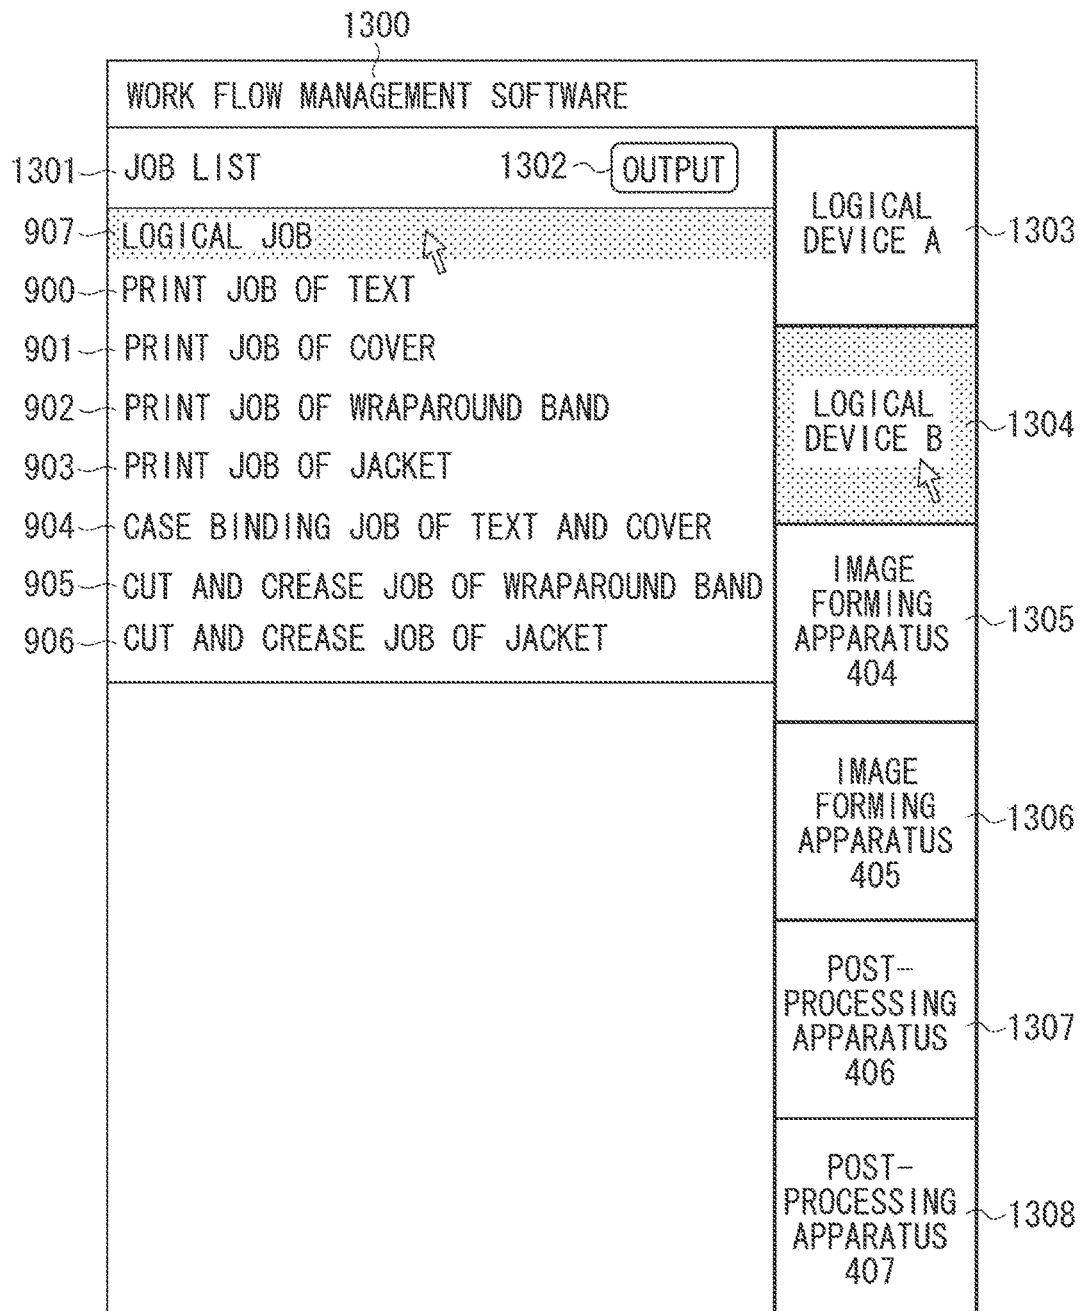 1300
WORK FLOW MANAGEMENT SOFTWARE
1301 JOB LIST 1302 OUTPUT
907 LOGICAL JOB
900 PRINT JOB OF TEXT
901 PRINT JOB OF COVER
902 PRINT JOB OF WRAPAROUND BAND
903 PRINT JOB OF JACKET
904 CASE BINDING JOB OF TEXT AND COVER
905 CUT AND CREASE JOB OF WRAPAROUND BAND
906 CUT AND CREASE JOB OF JACKET
LOGICAL
DEVICE A
1303
LOGICAL
DEVICE B
1304
IMAGE
FORMING
APPARATUS
404
1305
IMAGE
FORMING
APPARATUS
405
1306
POST-
PROCESSING
APPARATUS
406
1307
POST-
PROCESSING
APPARATUS
407
1308